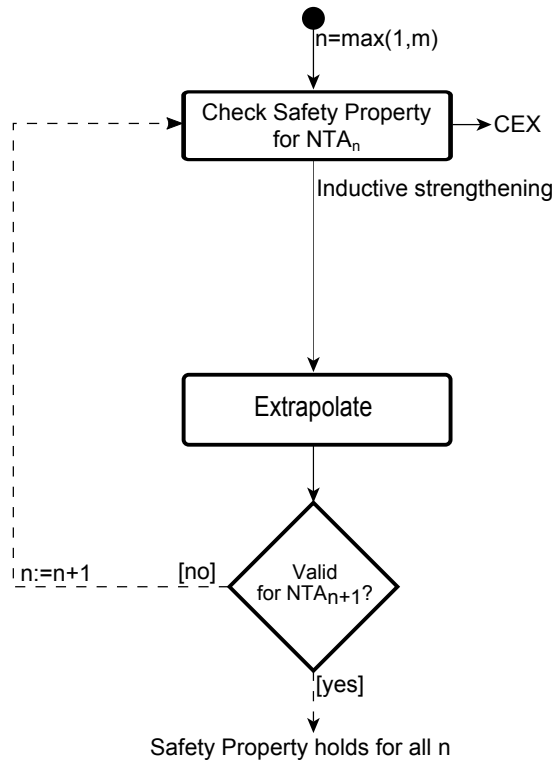 n=max(1,m)
Check Safety Property
for NTAₙ
CEX
Inductive strengthening
Extrapolate
Valid
for NTAₙ₊₁?
[no]
n:=n+1
[yes]
Safety Property holds for all n